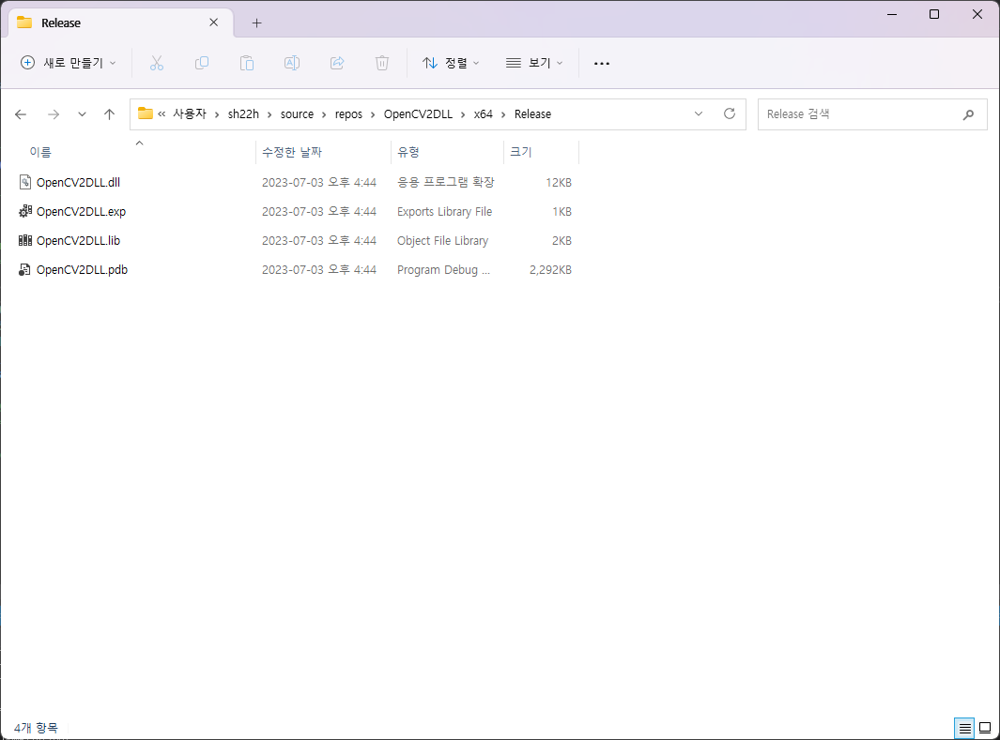 Release
새로 만들기
정렬
보기
« 사용자 › sh22h › source › repos › OpenCV2DLL › x64 › Release
Release 검색
이름 수정한 날짜 유형 크기
OpenCV2DLL.dll 2023-07-03 오후 4:44 응용 프로그램 확장 12KB
OpenCV2DLL.exp 2023-07-03 오후 4:44 Exports Library File 1KB
OpenCV2DLL.lib 2023-07-03 오후 4:44 Object File Library 2KB
OpenCV2DLL.pdb 2023-07-03 오후 4:44 Program Debug ... 2,292KB
4개 항목